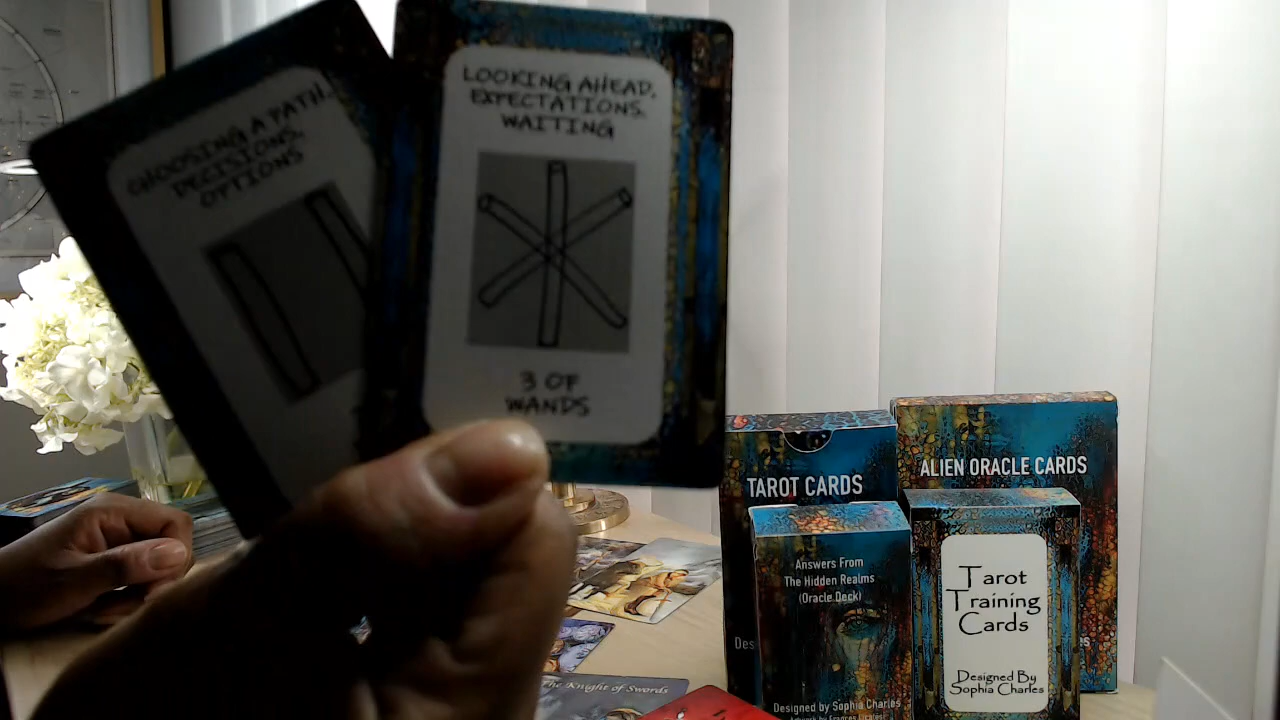 CHOOSING A PATH.
DECISIONS.
OPTIONS
LOOKING AHEAD.
EXPECTATIONS.
WAITING
3 OF
WANDS
TAROT CARDS
ALIEN ORACLE CARDS
Answers From
The Hidden Realms
(Oracle Deck)
Designed by Sophia Charles
Tarot
Training
Cards
Designed By
Sophia Charles
The Knight of Swords